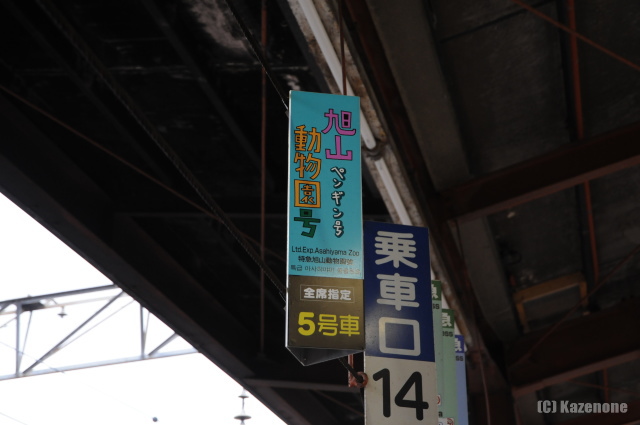 旭山
動物園号
ペンギン号
Ltd.Exp.Asahiyama Zoo
特急旭山動物園号
全席指定
5号車
乗車口
14
(C) Kazenone